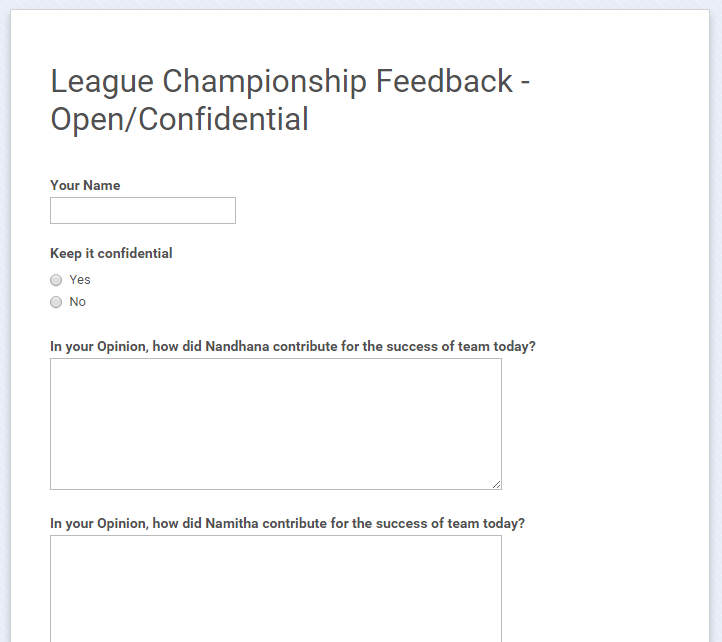 League Championship Feedback -
Open/Confidential
Your Name
Keep it confidential
Yes
No
In your Opinion, how did Nandhana contribute for the success of team today?
In your Opinion, how did Namitha contribute for the success of team today?